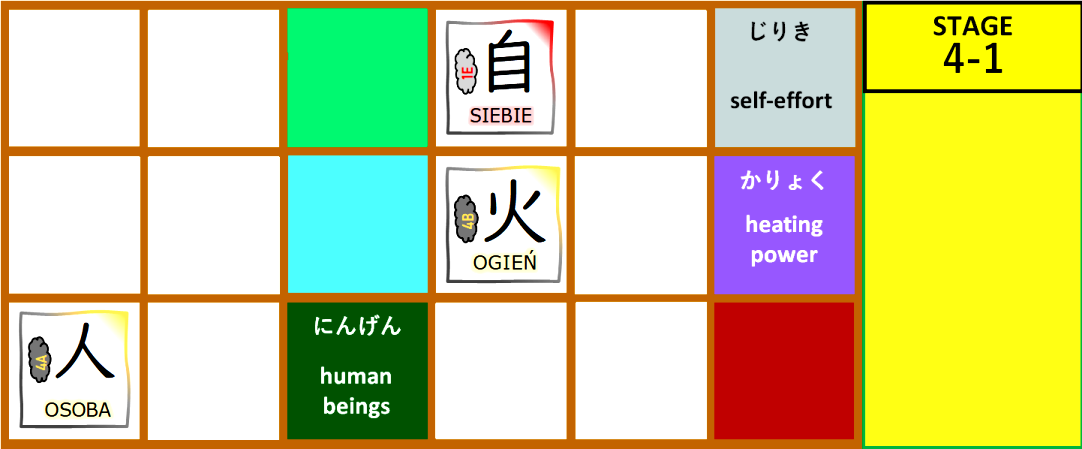 自
1E
SIEBIE
じりき
self-effort
STAGE
4-1
火
4B
OGIEŃ
かりょく
heating
power
人
4A
OSOBA
にんげん
human
beings